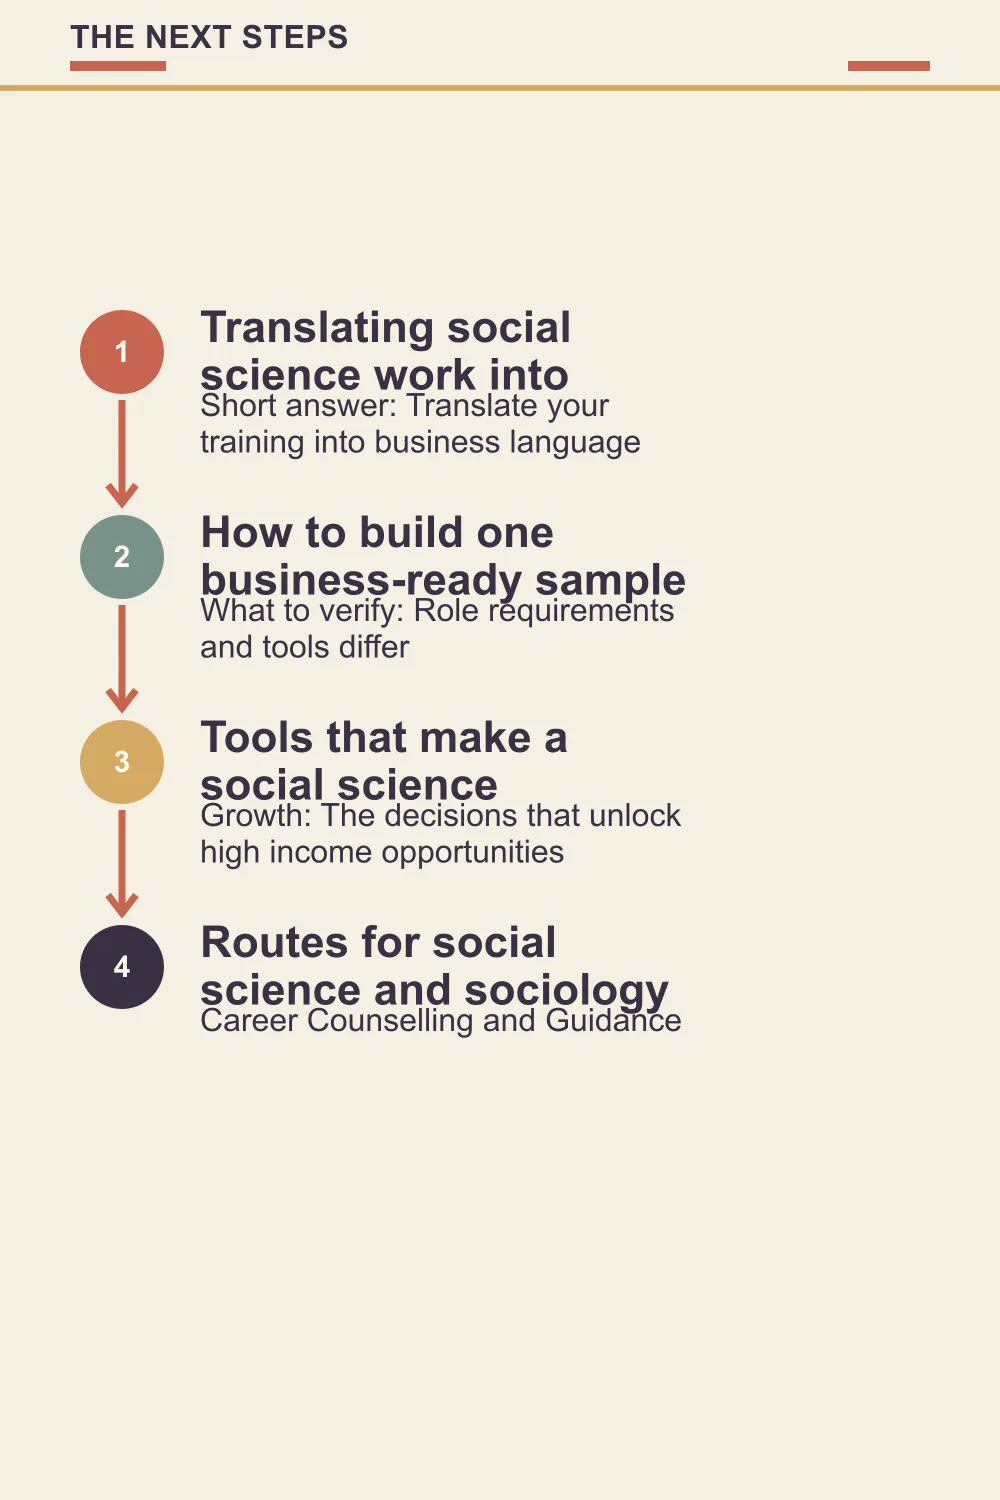 THE NEXT STEPS
1
Translating social
science work into
Short answer: Translate your
training into business language
2
How to build one
business-ready sample
What to verify: Role requirements
and tools differ
3
Tools that make a
social science
Growth: The decisions that unlock
high income opportunities
4
Routes for social
science and sociology
Career Counselling and Guidance